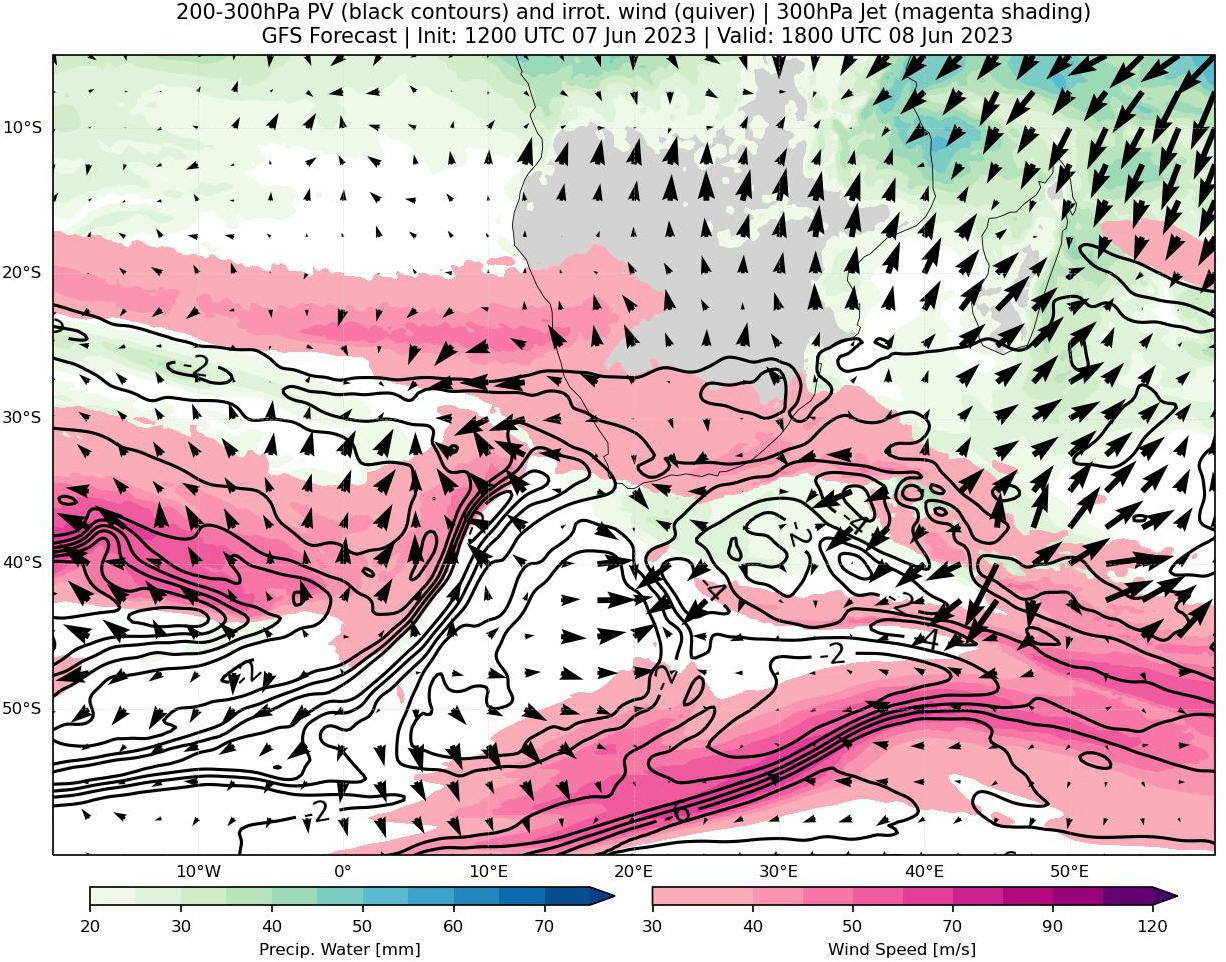 200-300hPa PV (black contours) and irrot. wind (quiver) | 300hPa Jet (magenta shading)
GFS Forecast | Init: 1200 UTC 07 Jun 2023 | Valid: 1800 UTC 08 Jun 2023
10°S
20°S
-2
30°S
-2
-4
40°S
-4
-2
-4
-2
-2
-2
50°S
-6
-2
10°W
0°
10°E
20°E
30°E
40°E
50°E
20
30
40
50
60
70
Precip. Water [mm]
30
40
50
70
90
120
Wind Speed [m/s]